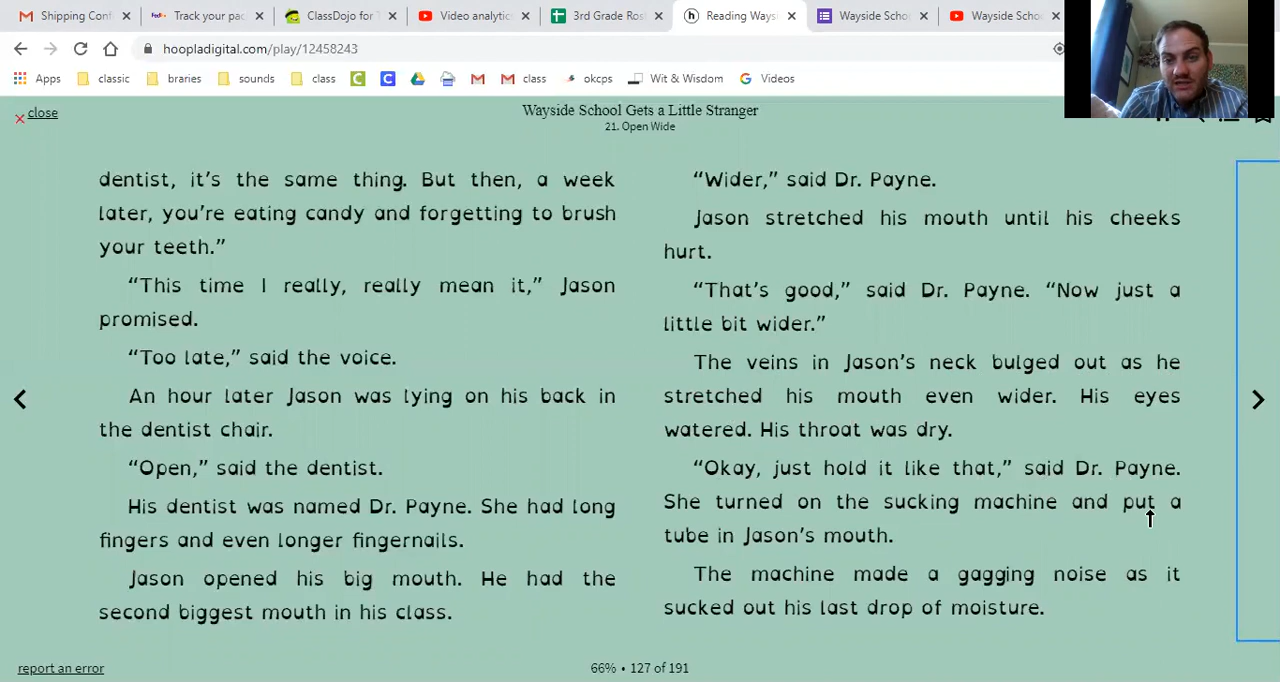 Shipping Conf
Track your pac
ClassDojo for T
Video analytic
3rd Grade Ros
Reading Waysi
Wayside Schoo
Wayside Schoo
hoopladigital.com/play/12458243
Apps
classic
braries
sounds
class
class
okcps
Wit & Wisdom
Videos
close
Wayside School Gets a Little Stranger
21. Open Wide
dentist, it's the same thing. But then, a week
later, you're eating candy and forgetting to brush
your teeth."
"This time I really, really mean it," Jason
promised.
"Too late," said the voice.
An hour later Jason was lying on his back in
the dentist chair.
"Open," said the dentist.
His dentist was named Dr. Payne. She had long
fingers and even longer fingernails.
Jason opened his big mouth. He had the
second biggest mouth in his class.
"Wider," said Dr. Payne.
Jason stretched his mouth until his cheeks
hurt.
"That's good," said Dr. Payne. "Now just a
little bit wider."
The veins in Jason's neck bulged out as he
stretched his mouth even wider. His eyes
watered. His throat was dry.
"Okay, just hold it like that," said Dr. Payne.
She turned on the sucking machine and put a
tube in Jason's mouth.
The machine made a gagging noise as it
sucked out his last drop of moisture.
report an error
66% • 127 of 191